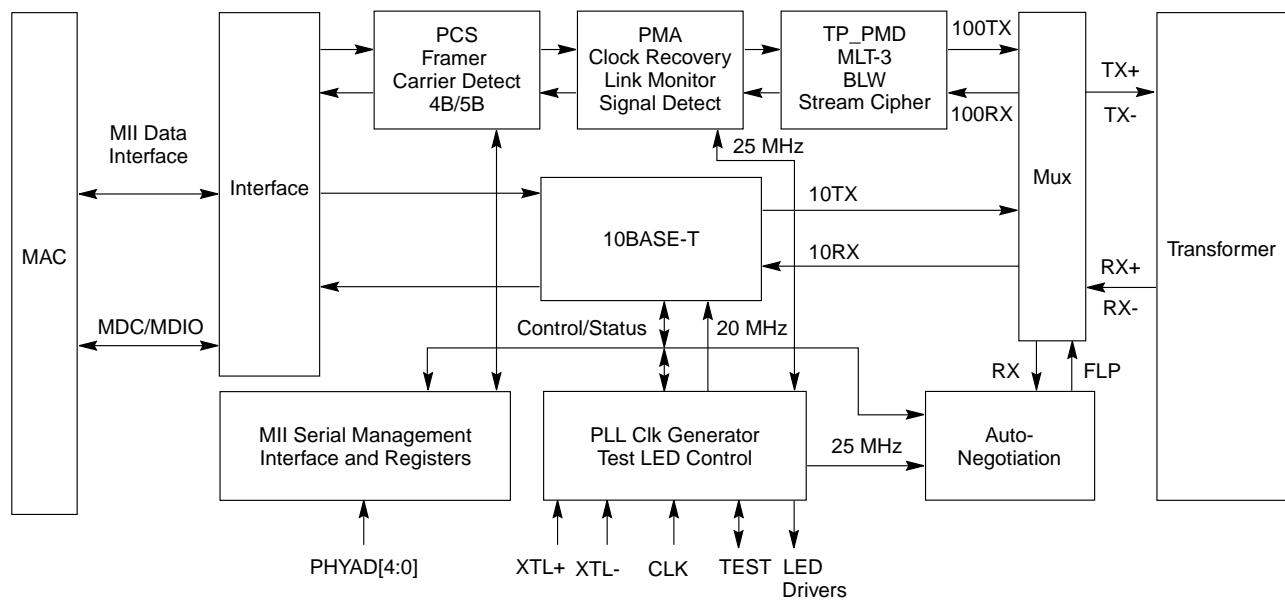 PCS
Framer
Carrier Detect
4B/5B
PMA
Clock Recovery
Link Monitor
Signal Detect
TP_PMD
MLT-3
BLW
Stream Cipher
100TX
100RX
TX+
TX-
MII Data
Interface
Interface
25 MHz
Mux
MAC
10BASE-T
10TX
10RX
Transformer
RX+
RX-
MDC/MDIO
Control/Status
20 MHz
RX
FLP
MII Serial Management
Interface and Registers
PLL Clk Generator
Test LED Control
25 MHz
Auto-
Negotiation
PHYAD[4:0]
XTL+
XTL-
CLK
TEST
LED
Drivers